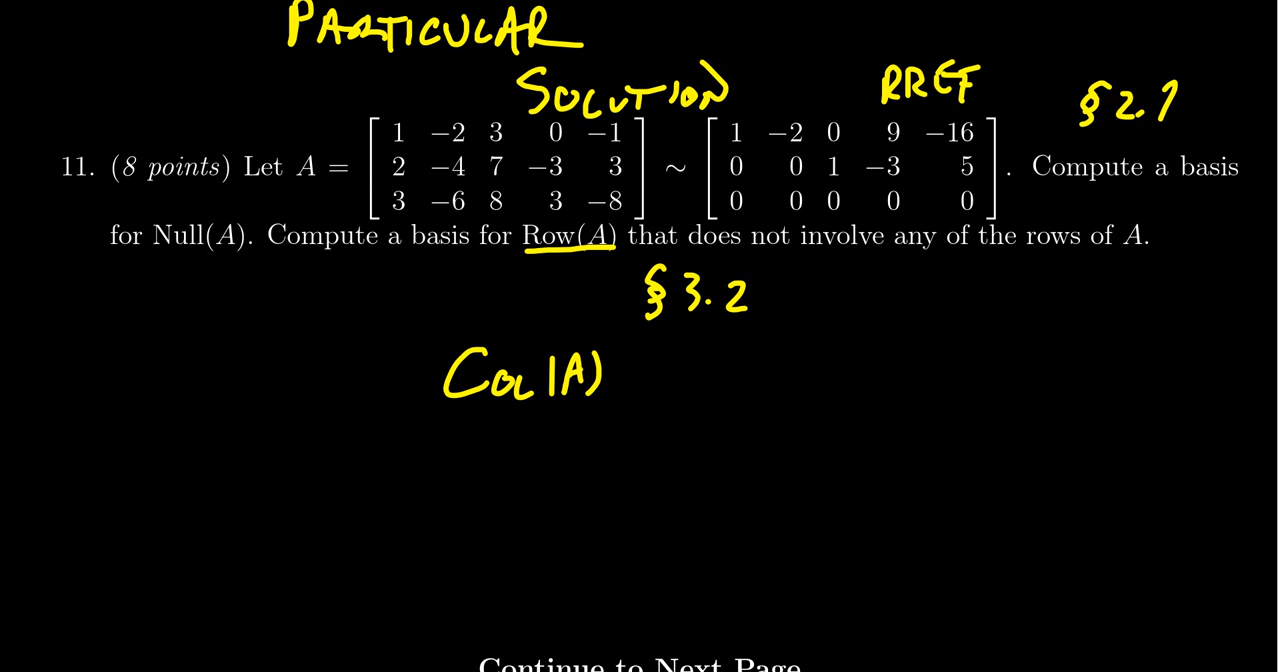 PARTICULAR
SOLUTION RREF § 2.1
11. (8 points) Let A = [ 1 −2 3 0 −1 ; 2 −4 7 −3 3 ; 3 −6 8 3 −8 ] ∼ [ 1 −2 0 9 −16 ; 0 0 1 −3 5 ; 0 0 0 0 0 ]. Compute a basis
for Null(A). Compute a basis for Row(A) that does not involve any of the rows of A.
§ 3.2
COL(A)
Continue to Next Page